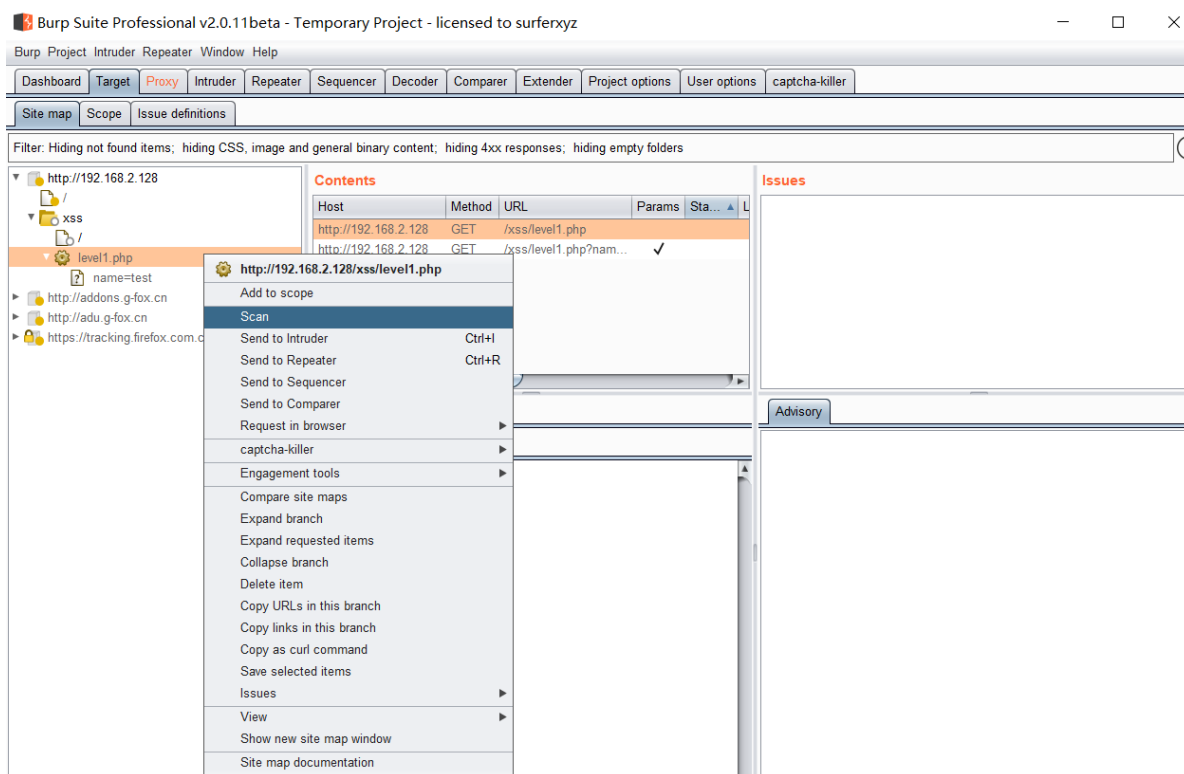 Burp Suite Professional v2.0.11beta - Temporary Project - licensed to surferxyz
Burp Project Intruder Repeater Window Help
Dashboard Target Proxy Intruder Repeater Sequencer Decoder Comparer Extender Project options User options captcha-killer
Site map Scope Issue definitions
Filter: Hiding not found items; hiding CSS, image and general binary content; hiding 4xx responses; hiding empty folders
http://192.168.2.128
/
xss
/
level1.php
name=test
http://addons.g-fox.cn
http://adu.g-fox.cn
https://tracking.firefox.com.c
Contents
Host Method URL Params Sta... L
http://192.168.2.128 GET /xss/level1.php
http://192.168.2.128 GET /xss/level1.php?nam...
Issues
Advisory
http://192.168.2.128/xss/level1.php
Add to scope
Scan
Send to Intruder Ctrl+I
Send to Repeater Ctrl+R
Send to Sequencer
Send to Comparer
Request in browser
captcha-killer
Engagement tools
Compare site maps
Expand branch
Expand requested items
Collapse branch
Delete item
Copy URLs in this branch
Copy links in this branch
Copy as curl command
Save selected items
Issues
View
Show new site map window
Site map documentation